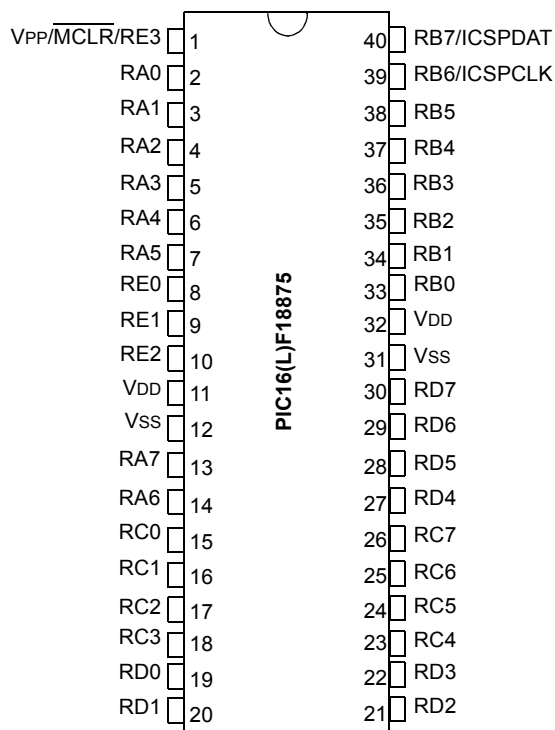 VPP/MCLR/RE3 1 40 RB7/ICSPDAT
RA0 2 39 RB6/ICSPCLK
RA1 3 38 RB5
RA2 4 37 RB4
RA3 5 36 RB3
RA4 6 35 RB2
RA5 7 34 RB1
RE0 8 33 RB0
RE1 9 32 VDD
RE2 10 31 VSS
VDD 11 30 RD7
VSS 12 29 RD6
RA7 13 28 RD5
RA6 14 27 RD4
RC0 15 26 RC7
RC1 16 25 RC6
RC2 17 24 RC5
RC3 18 23 RC4
RD0 19 22 RD3
RD1 20 21 RD2
PIC16(L)F18875